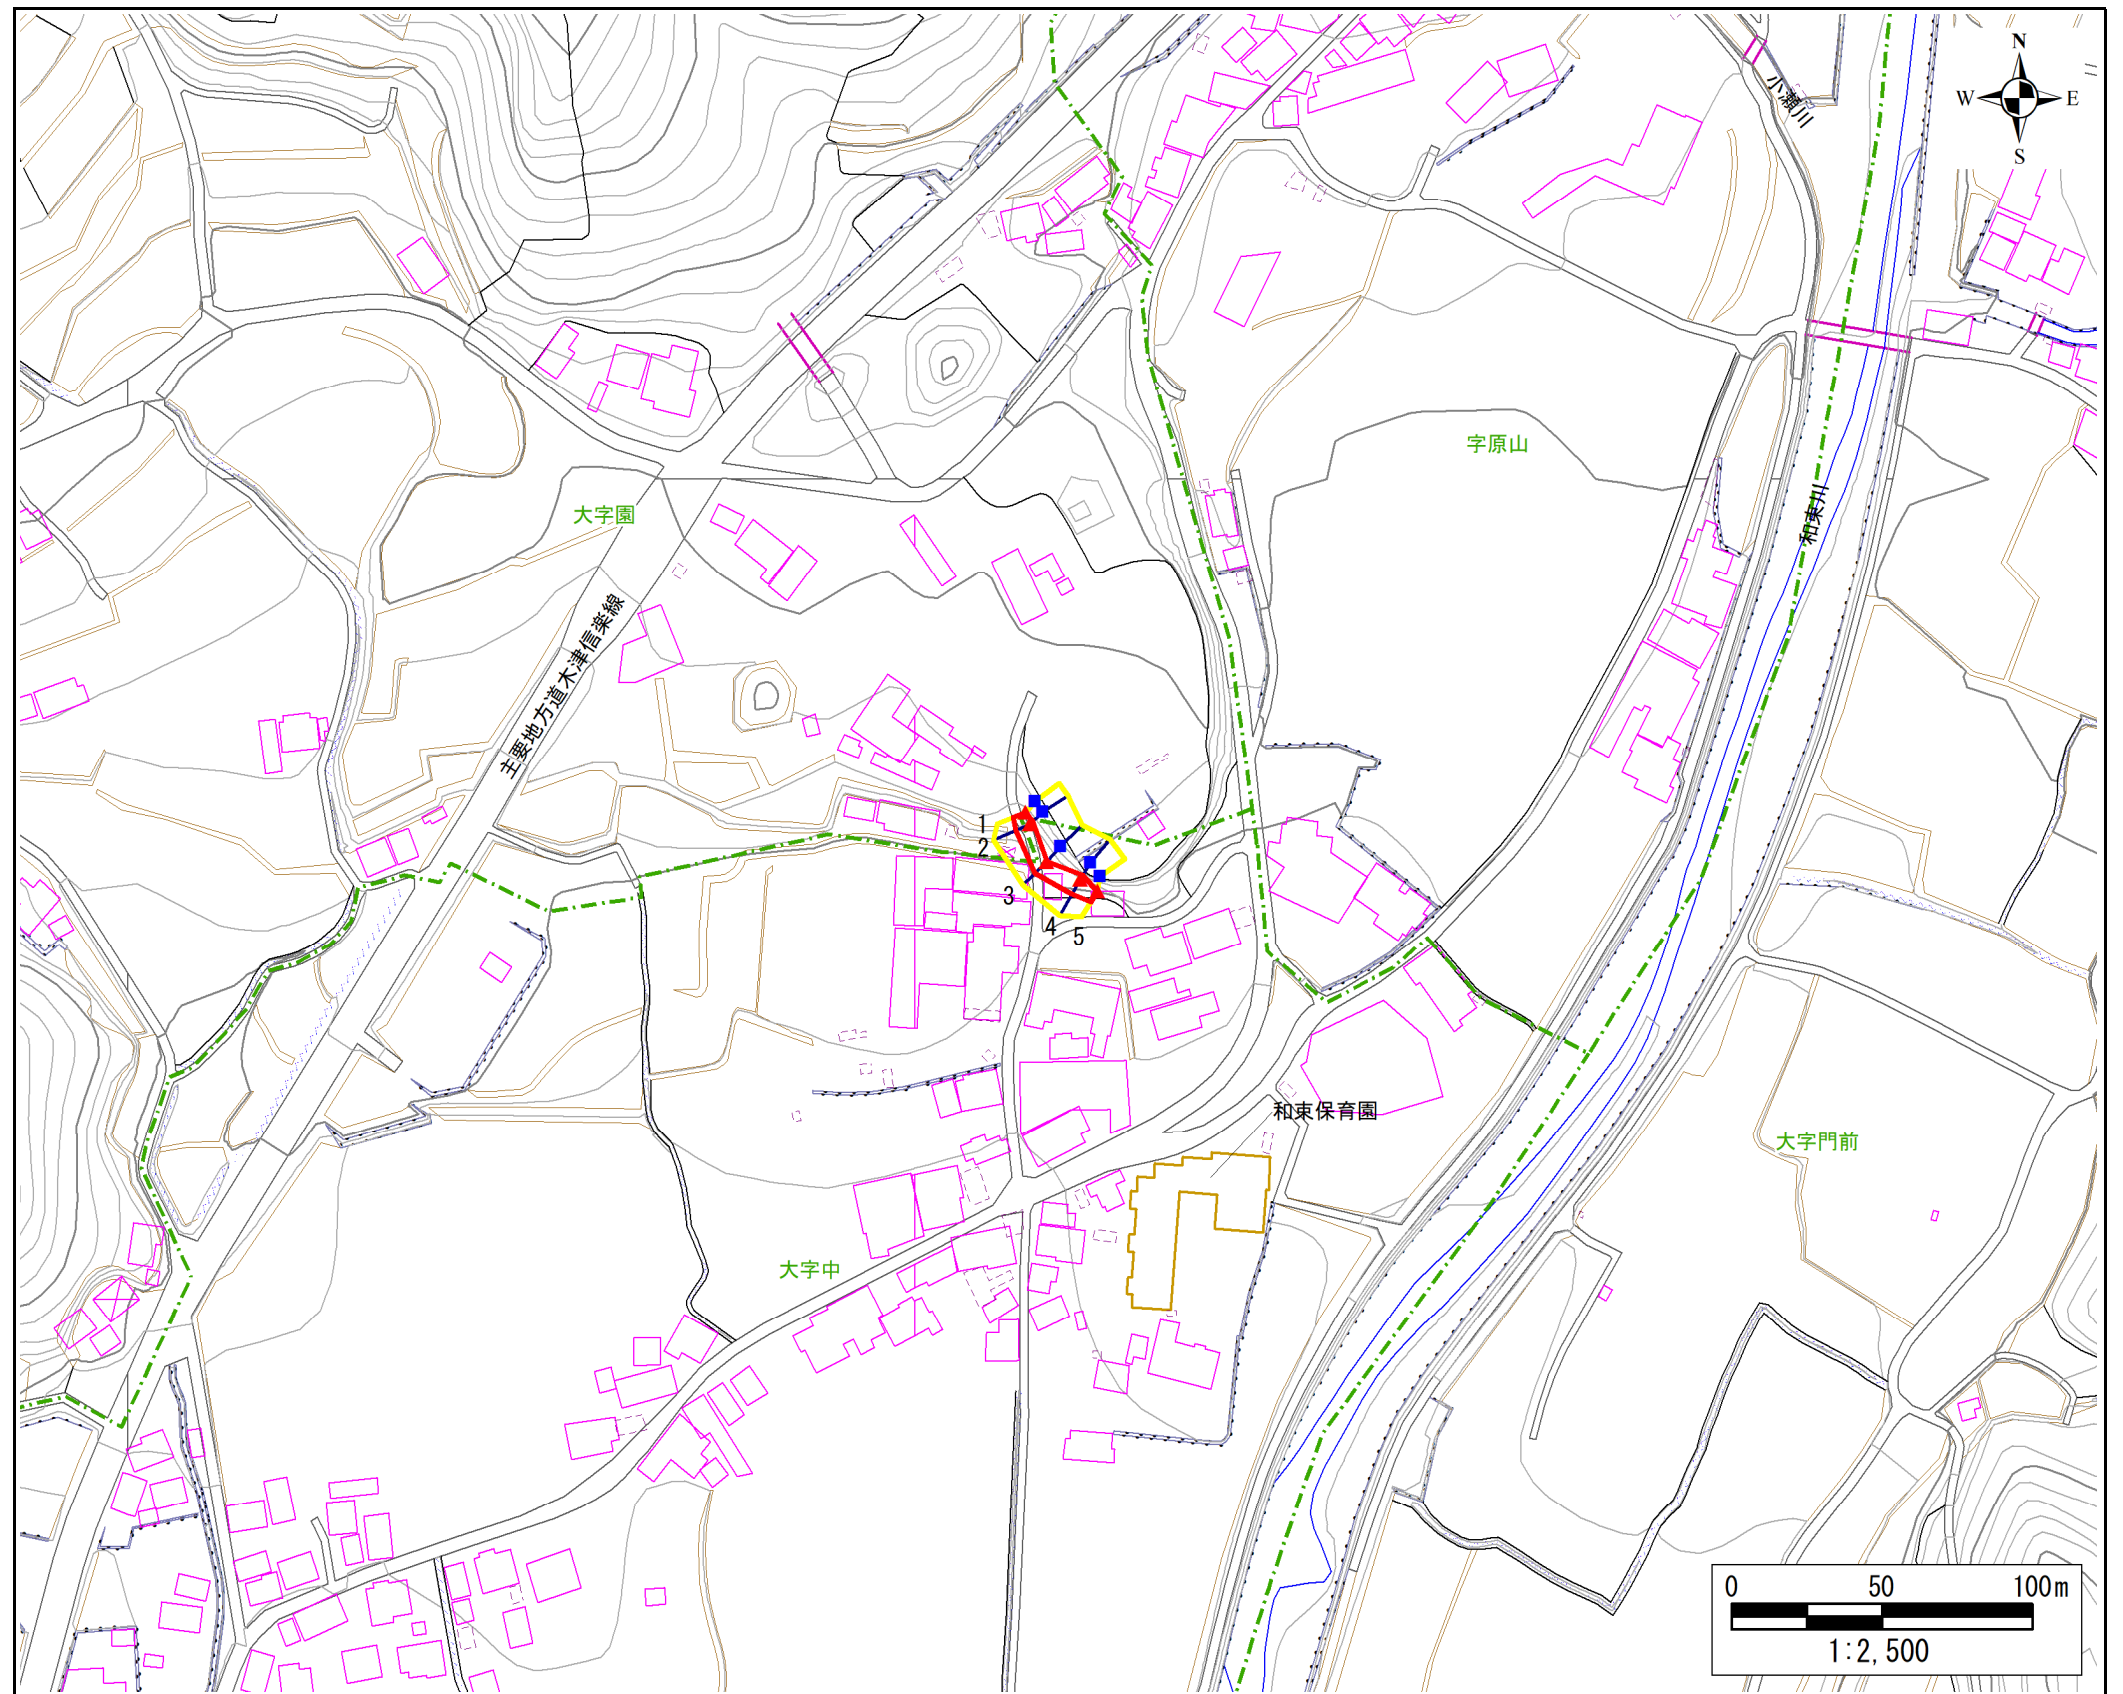 N
W E
S
小瀬川
字原山
和束川
大字園
主要地方道木津信楽線
1
2
3
4
5
和束保育園
大字門前
大字中
0 50 100m
1:2,500